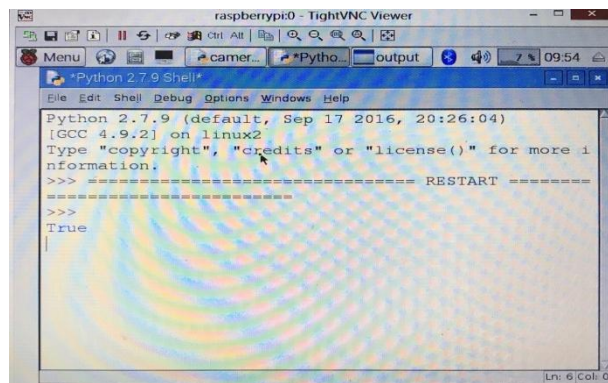 raspberrypi:0 - TightVNC Viewer
Ctrl Alt
Menu camer... *Pytho... output 7 % 09:54
*Python 2.7.9 Shell*
File Edit Shell Debug Options Windows Help
Python 2.7.9 (default, Sep 17 2016, 20:26:04)
[GCC 4.9.2] on linux2
Type "copyright", "credits" or "license()" for more i
nformation.
>>> ================================ RESTART ========
========================
>>>
True
Ln: 6 Col: 0